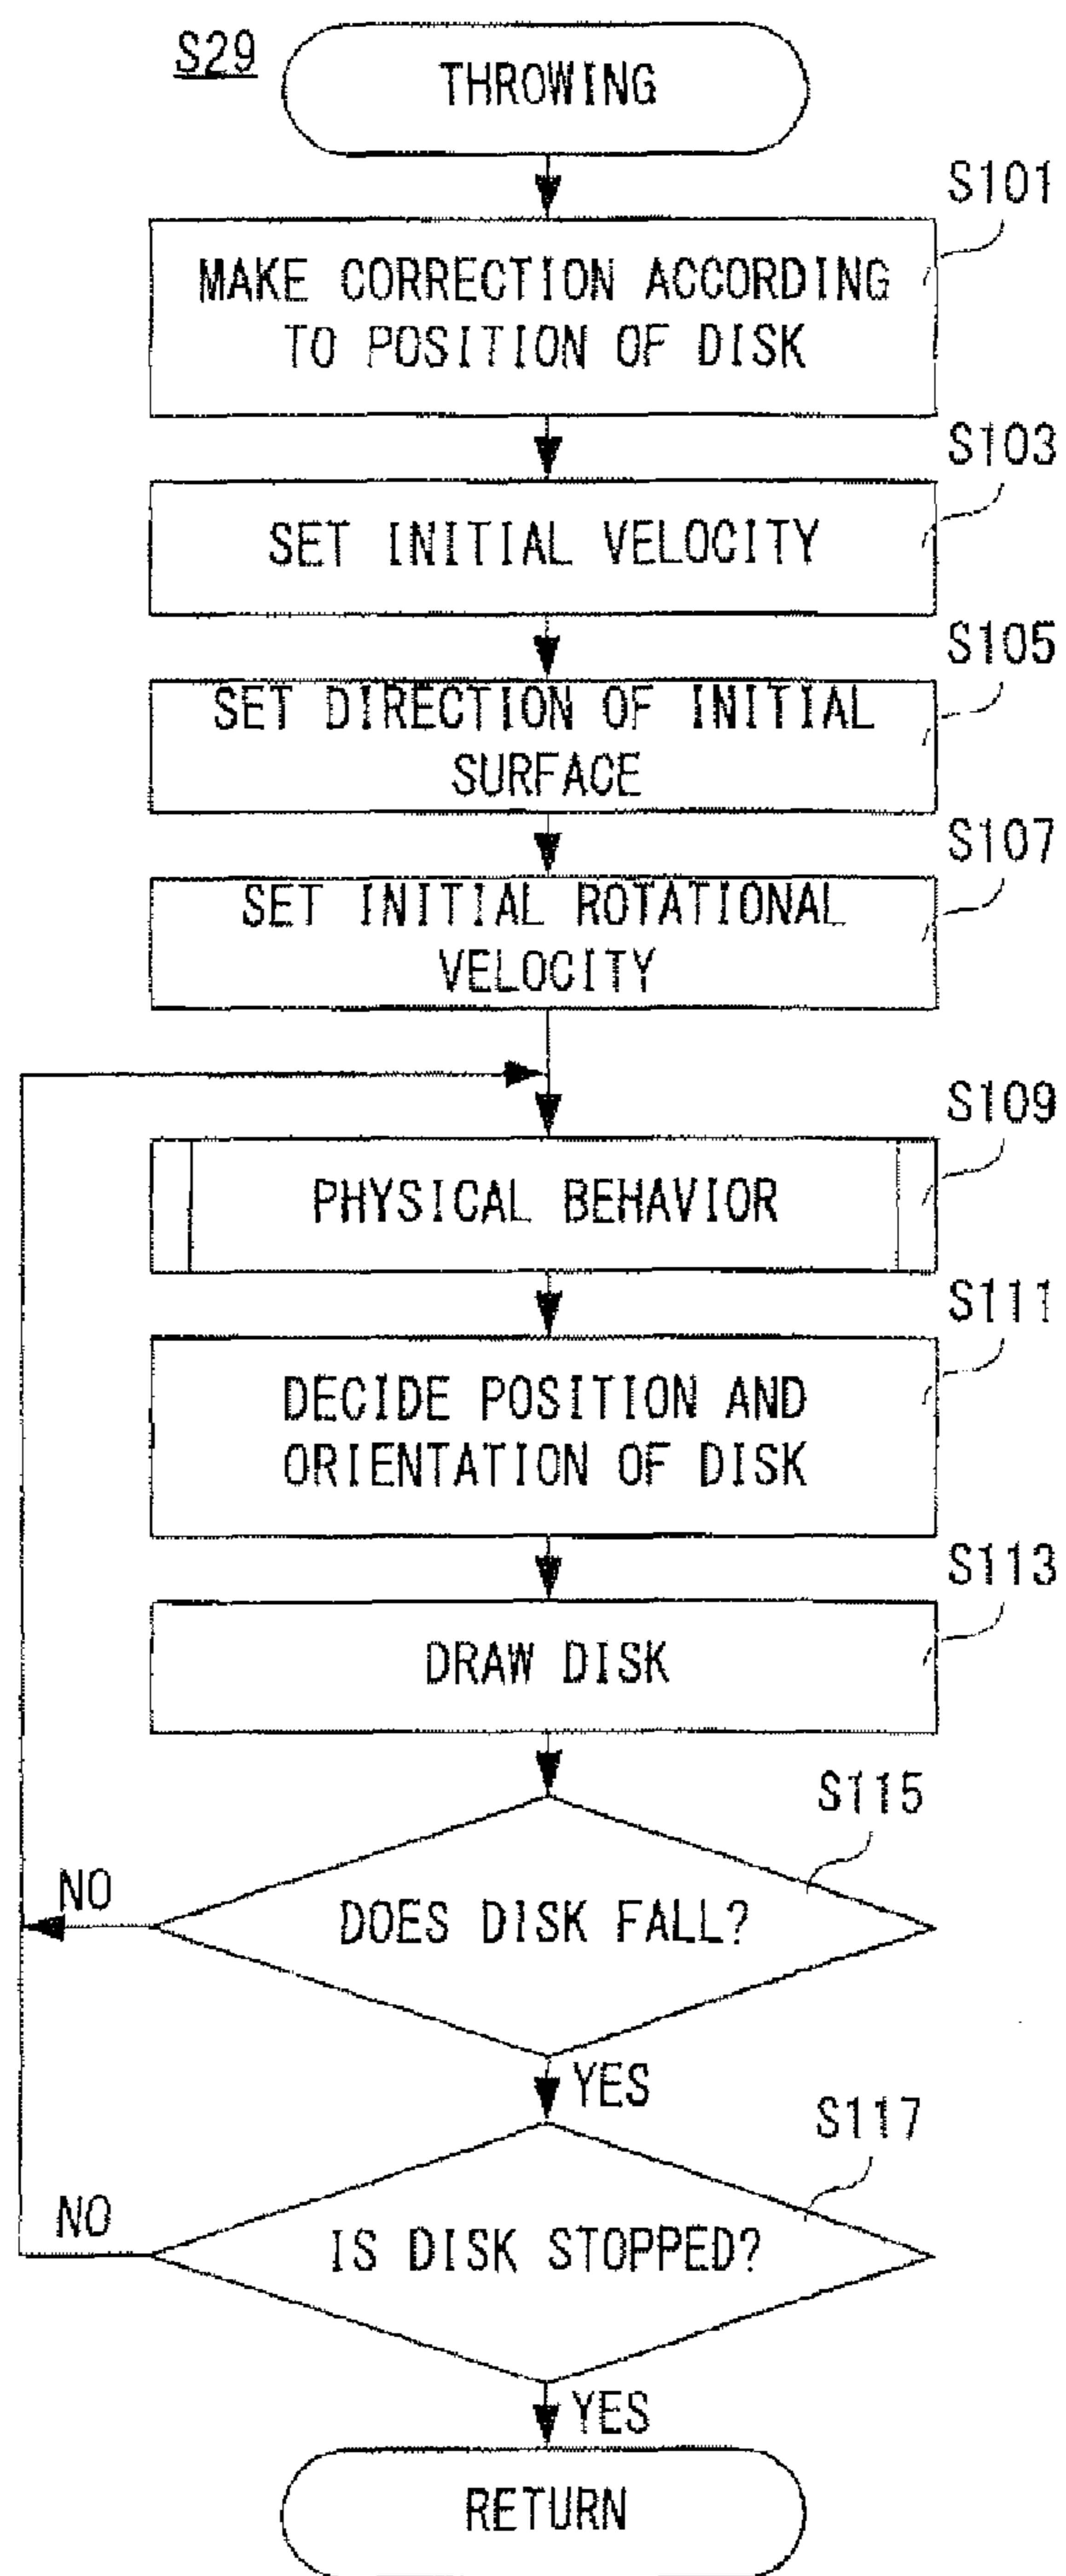 S29
THROWING
S101
MAKE CORRECTION ACCORDING
TO POSITION OF DISK
S103
SET INITIAL VELOCITY
S105
SET DIRECTION OF INITIAL
SURFACE
S107
SET INITIAL ROTATIONAL
VELOCITY
S109
PHYSICAL BEHAVIOR
S111
DECIDE POSITION AND
ORIENTATION OF DISK
S113
DRAW DISK
S115
NO
DOES DISK FALL?
YES
S117
NO
IS DISK STOPPED?
YES
RETURN